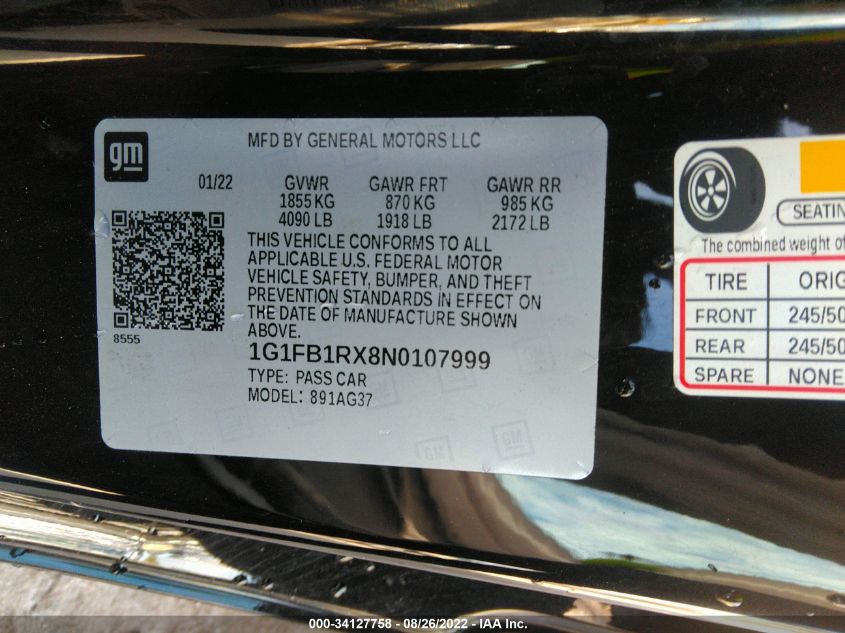 gm
MFD BY GENERAL MOTORS LLC
01/22 GVWR GAWR FRT GAWR RR
1855 KG 870 KG 985 KG
4090 LB 1918 LB 2172 LB
THIS VEHICLE CONFORMS TO ALL
APPLICABLE U.S. FEDERAL MOTOR
VEHICLE SAFETY, BUMPER, AND THEFT
PREVENTION STANDARDS IN EFFECT ON
THE DATE OF MANUFACTURE SHOWN
ABOVE.
8555
1G1FB1RX8N0107999
TYPE: PASS CAR
MODEL: 891AG37
GM GM
SEATIN
The combined weight of
TIRE ORIG
FRONT 245/50
REAR 245/50
SPARE NONE
000-34127758 - 08/26/2022 - IAA Inc.